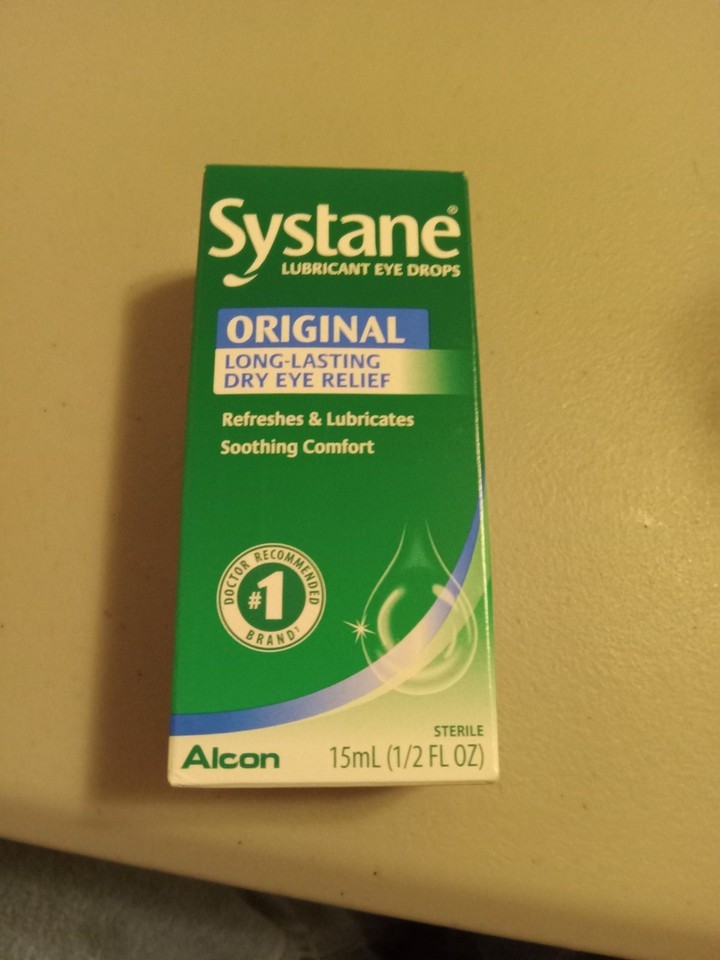 Systane®
LUBRICANT EYE DROPS
ORIGINAL
LONG-LASTING
DRY EYE RELIEF
Refreshes & Lubricates
Soothing Comfort
DOCTOR RECOMMENDED
#1
BRAND†
STERILE
Alcon 15mL (1/2 FL OZ)